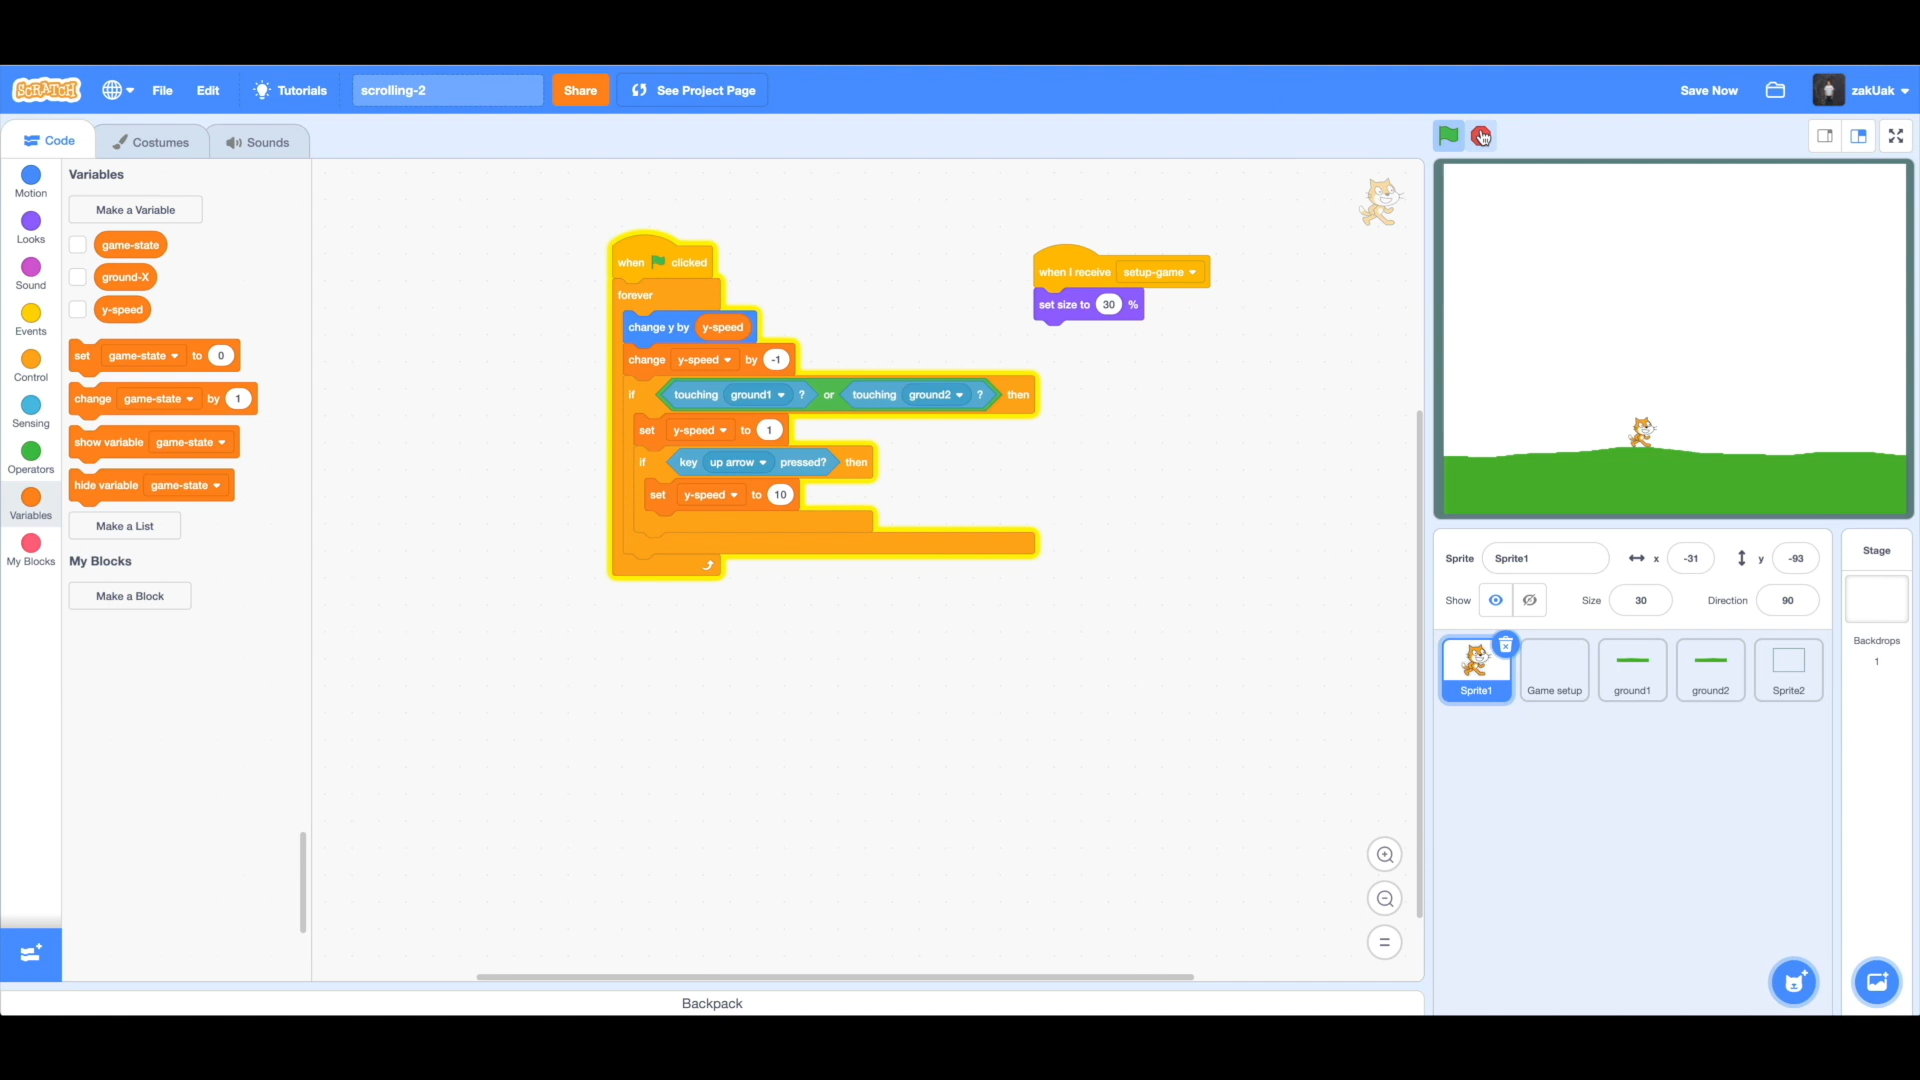 SCRATCH File Edit Tutorials scrolling-2 Share See Project Page Save Now zakUak
Code Costumes Sounds
Motion
Looks
Sound
Events
Control
Sensing
Operators
Variables
My Blocks
Variables
Make a Variable
game-state
ground-X
y-speed
set game-state to 0
change game-state by 1
show variable game-state
hide variable game-state
Make a List
My Blocks
Make a Block
when clicked
forever
change y by y-speed
change y-speed by -1
if touching ground1 ? or touching ground2 ? then
set y-speed to 1
if key up arrow pressed? then
set y-speed to 10
when I receive setup-game
set size to 30 %
Backpack
Sprite Sprite1 x -31 y -93
Show Size 30 Direction 90
Sprite1 Game setup ground1 ground2 Sprite2
Stage
Backdrops
1